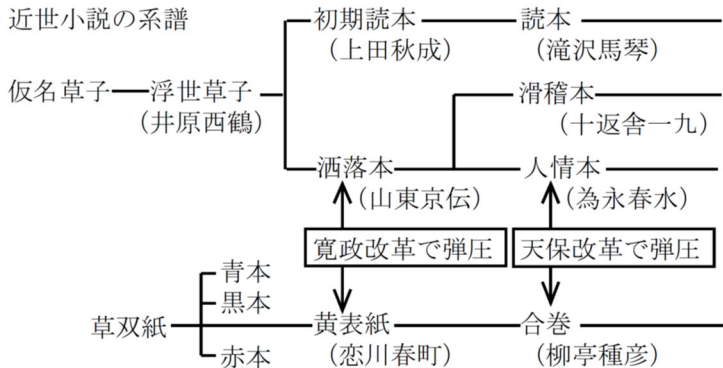 近世小説の系譜
初期読本 読本
(上田秋成) (滝沢馬琴)
仮名草子 浮世草子 滑稽本
(井原西鶴) (十返舎一九)
洒落本 人情本
(山東京伝) (為永春水)
寛政改革で弾圧 天保改革で弾圧
青本
黒本
草双紙 黄表紙 合巻
赤本 (恋川春町) (柳亭種彦)